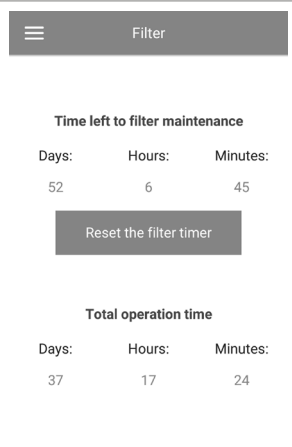 Filter
Time left to filter maintenance
Days: Hours: Minutes:
52 6 45
Reset the filter timer
Total operation time
Days: Hours: Minutes:
37 17 24